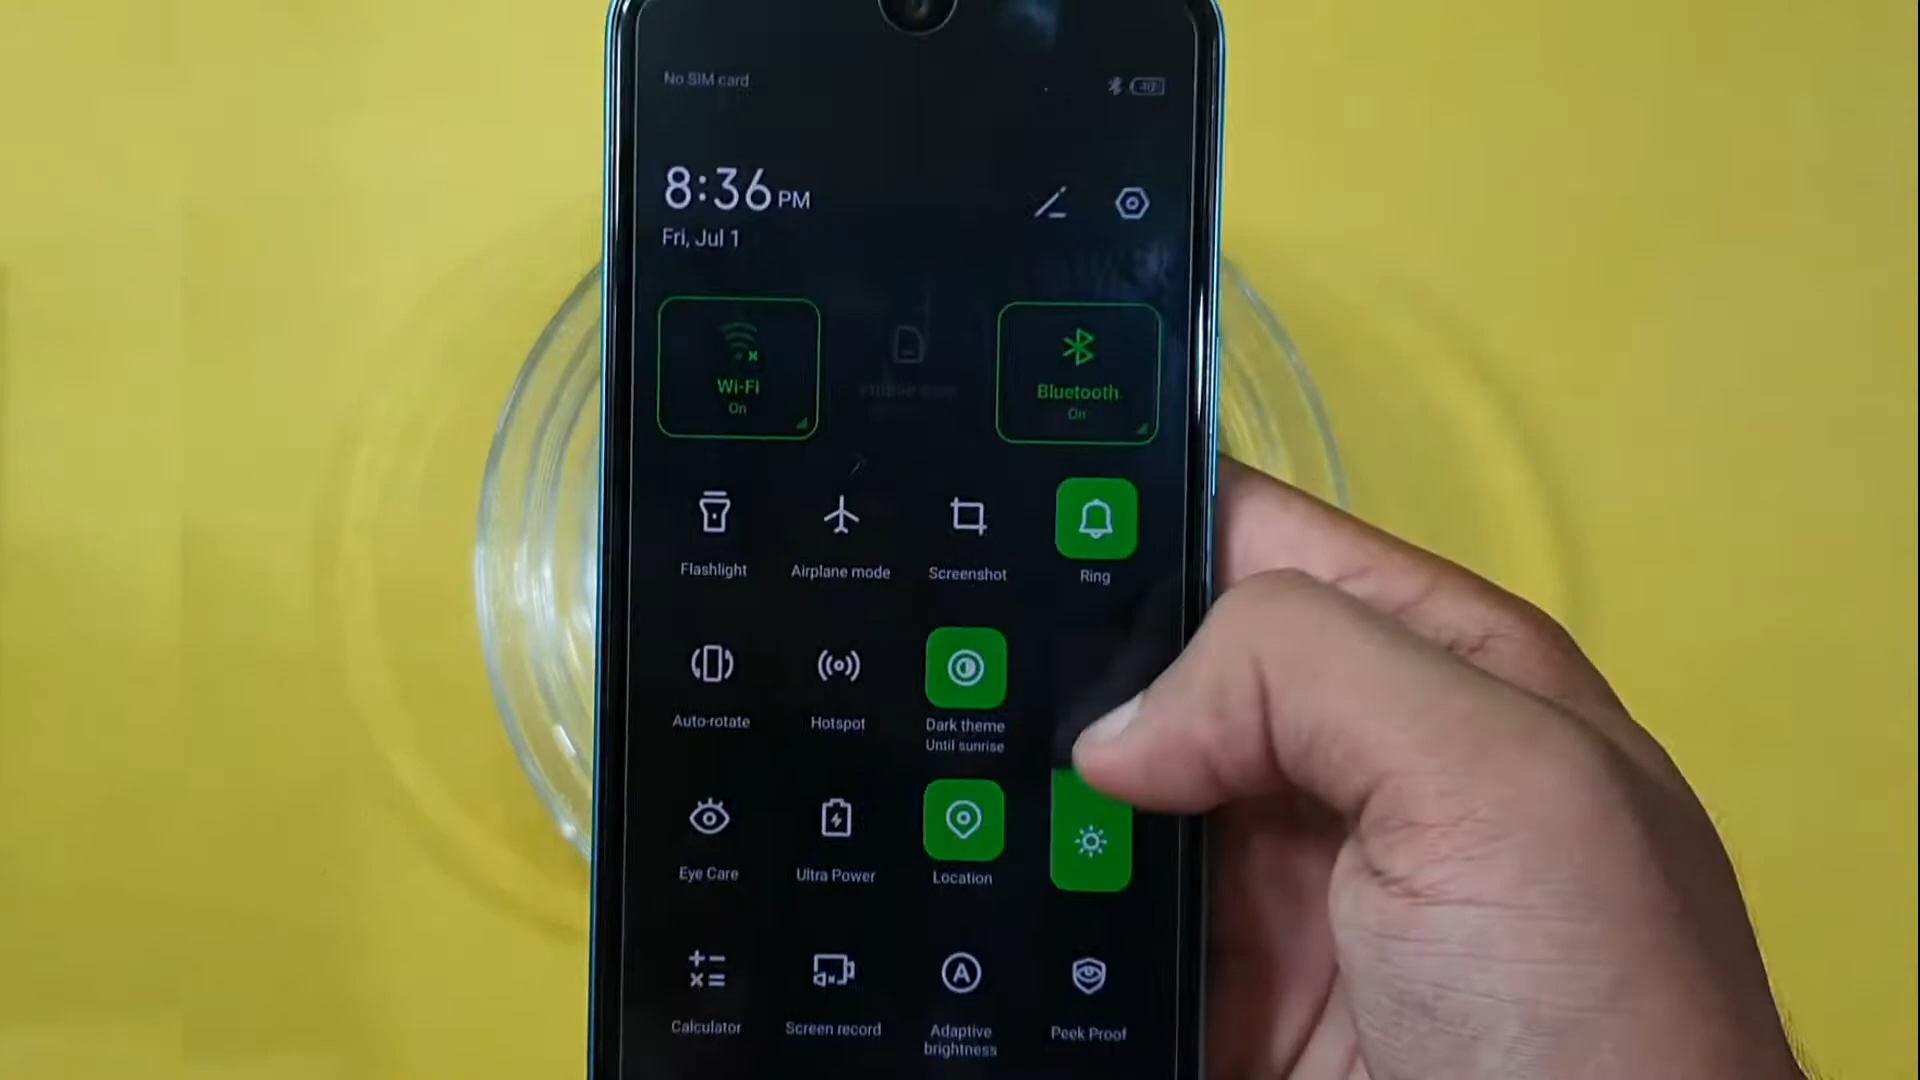 No SIM card
8:36 PM
Fri, Jul 1
Wi-Fi
On
Bluetooth
On
Flashlight
Airplane mode
Screenshot
Ring
Auto-rotate
Hotspot
Dark theme
Until sunrise
Eye Care
Ultra Power
Location
Calculator
Screen record
Adaptive
brightness
Peek Proof